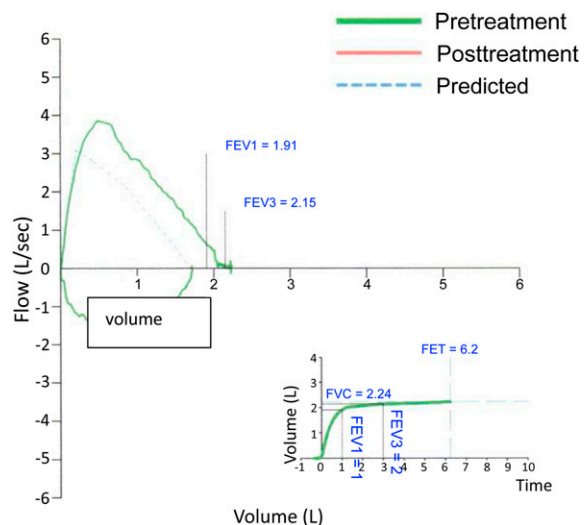 Pretreatment
Posttreatment
Predicted
6
5
4
3
2
1
0
-1
-2
-3
-4
-5
-6
Flow (L/sec)
1 2 3 4 5 6
FEV1 = 1.91
FEV3 = 2.15
volume
Volume (L)
FET = 6.2
4
3
2
1
0
Volume (L)
FVC = 2.24
FEV1 = 1
FEV3 = 2
-1 0 1 2 3 4 5 6 7 8 9 10
Time